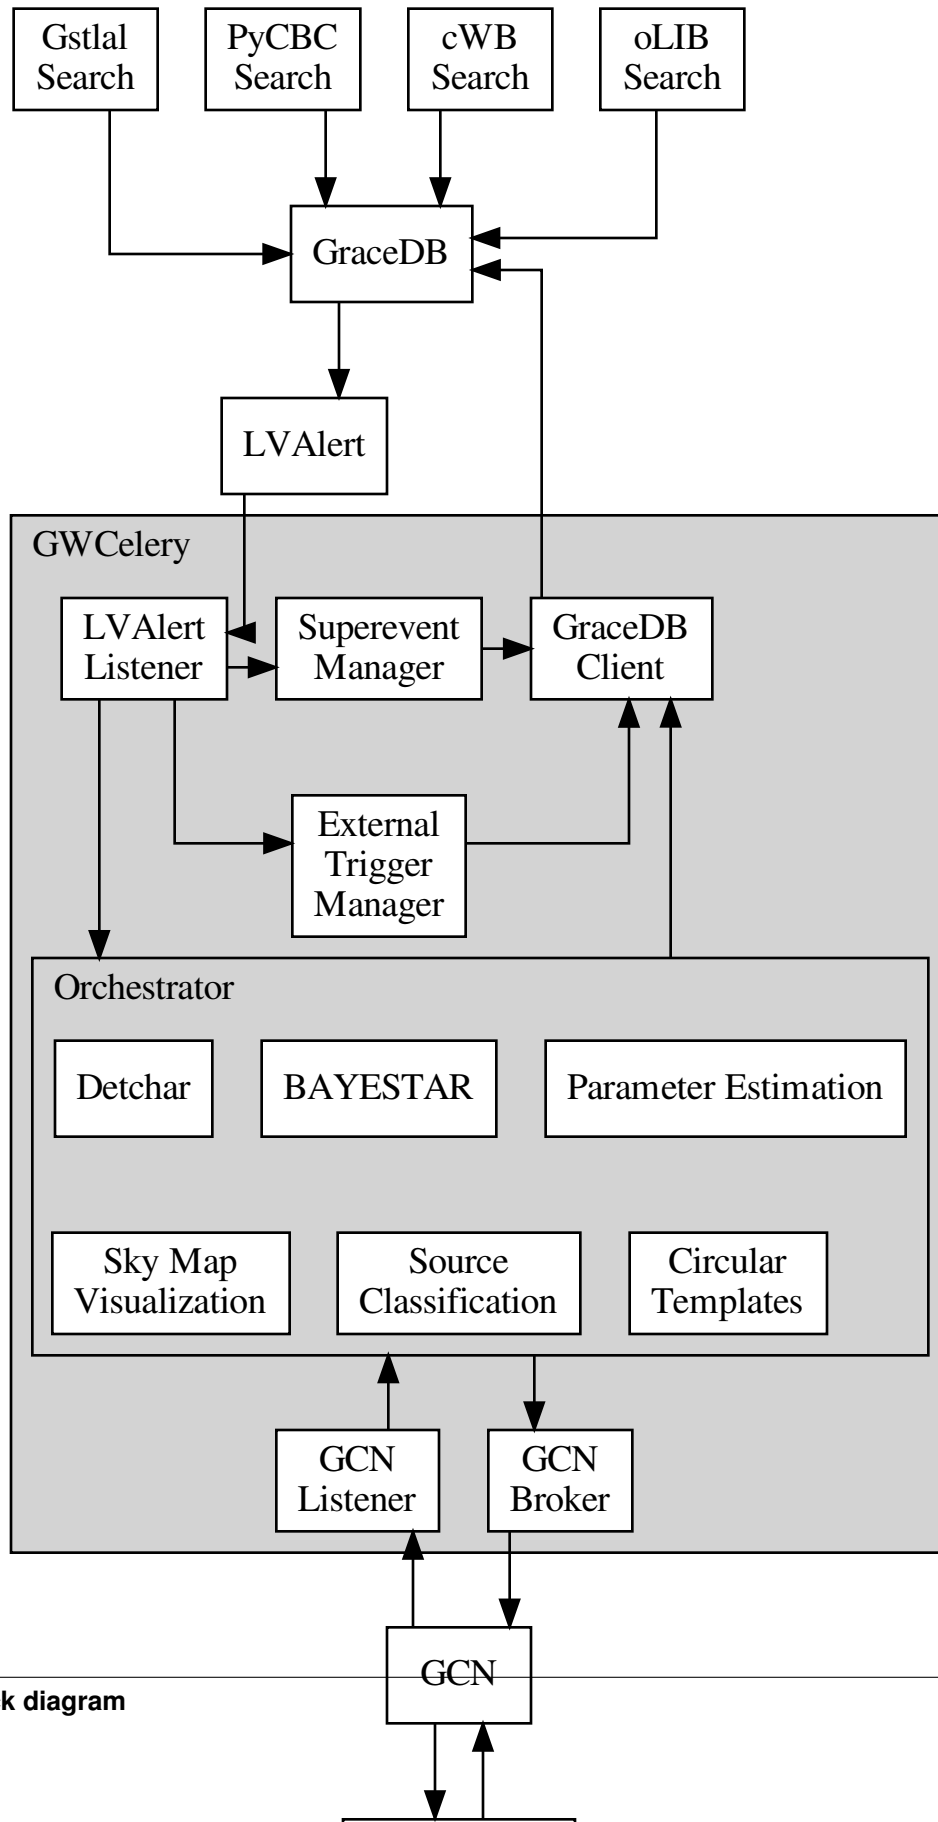 Gstlal
Search
PyCBC
Search
cWB
Search
oLIB
Search
GraceDB
LVAlert
GWCelery
LVAlert
Listener
Superevent
Manager
GraceDB
Client
External
Trigger
Manager
Orchestrator
Detchar
BAYESTAR
Parameter Estimation
Sky Map
Visualization
Source
Classification
Circular
Templates
GCN
Listener
GCN
Broker
GCN
k diagram